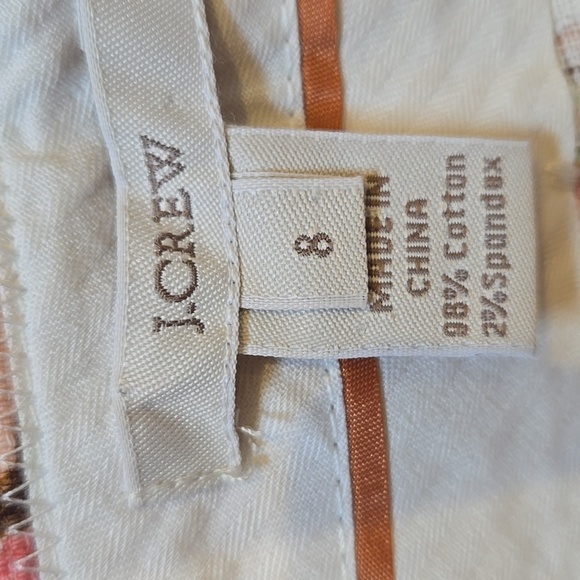 J.CREW
8
MADE IN
CHINA
98% Cotton
2% Spandex